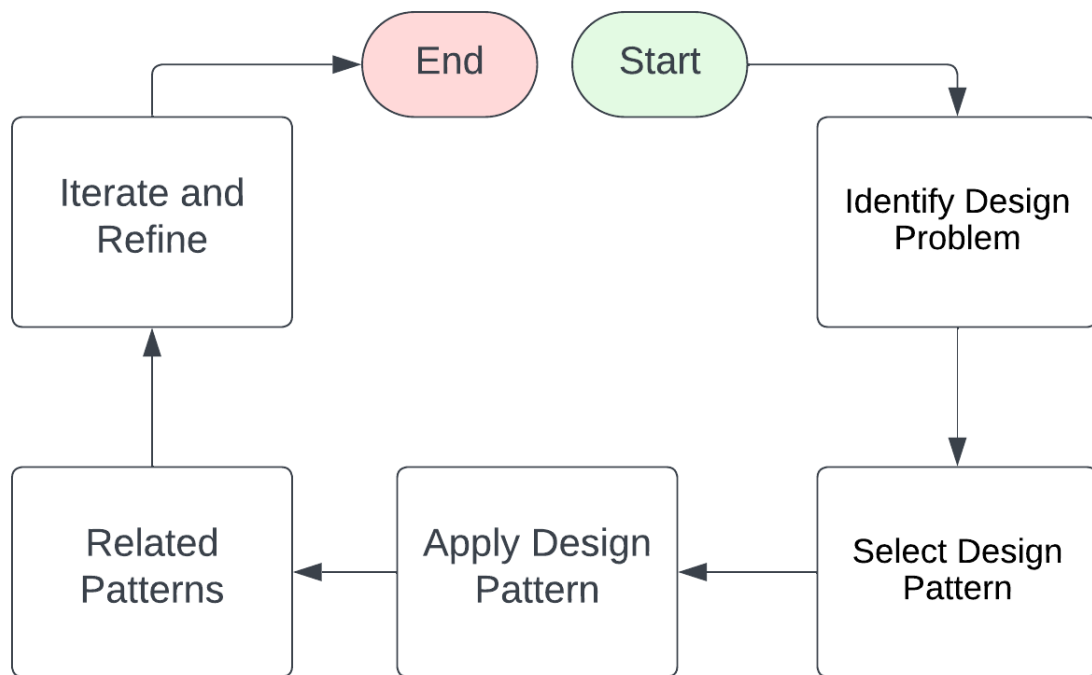 End
Start
Iterate and
Refine
Identify Design
Problem
Related
Patterns
Apply Design
Pattern
Select Design
Pattern